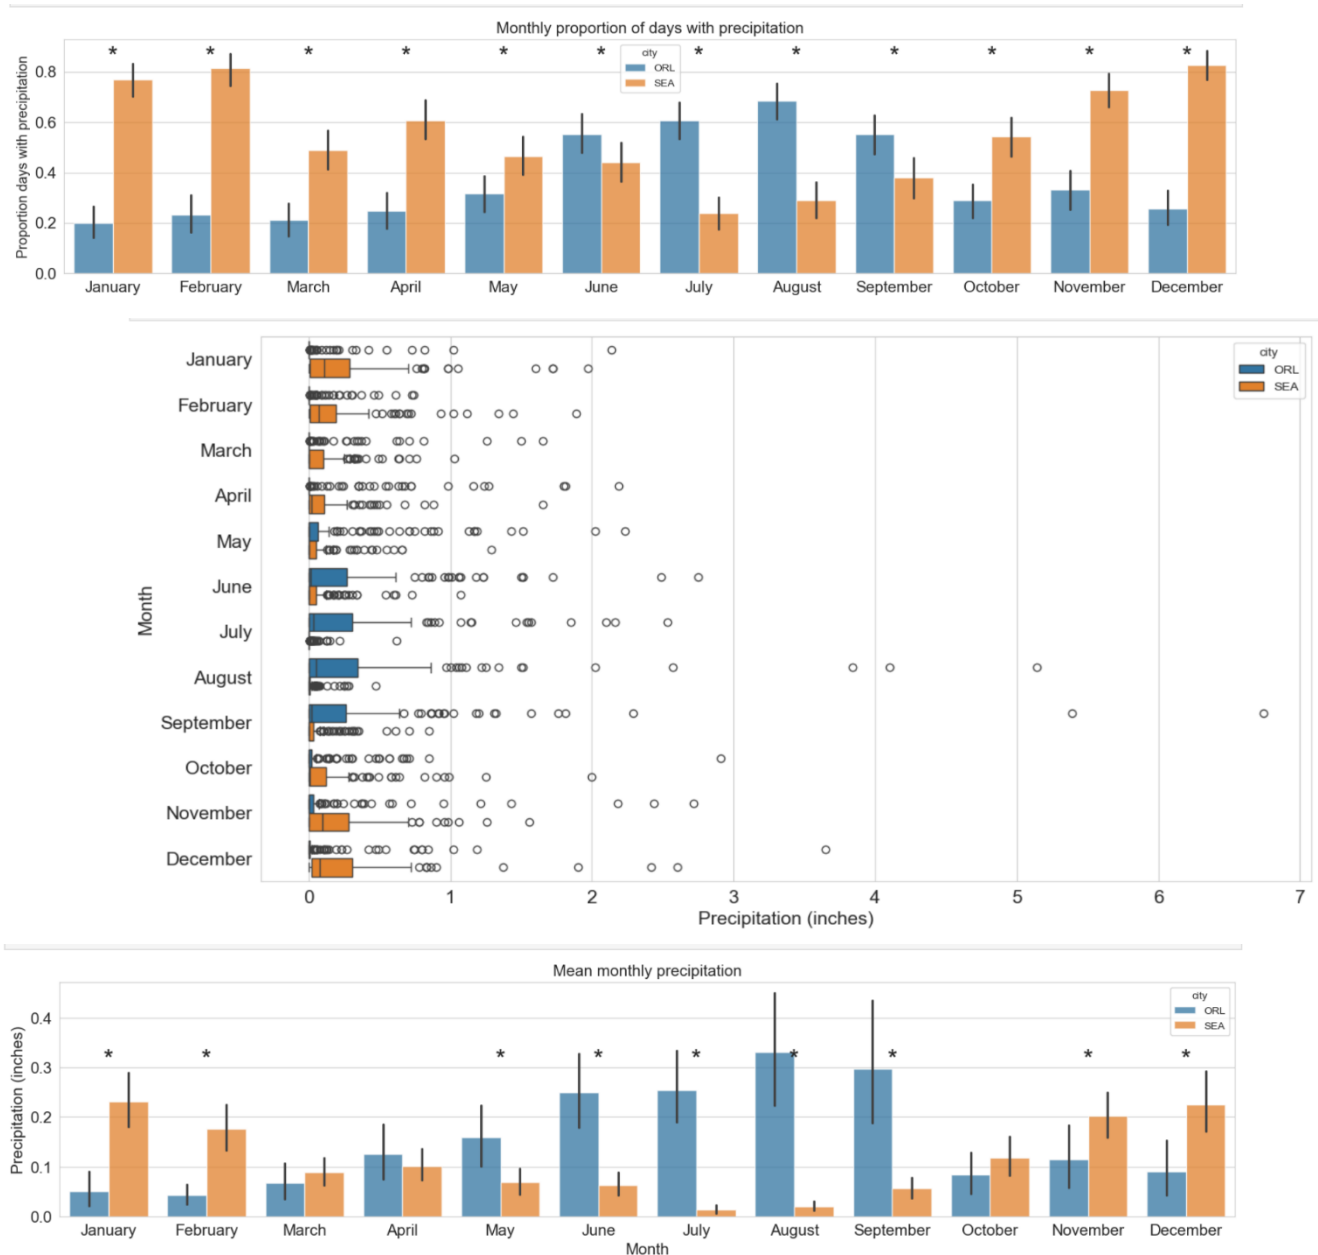 Monthly proportion of days with precipitation
* * * * * * * * * * * *
city
ORL
SEA
Proportion days with precipitation
0.8
0.6
0.4
0.2
0.0
January February March April May June July August September October November December
city
ORL
SEA
Month
January
February
March
April
May
June
July
August
September
October
November
December
0 1 2 3 4 5 6 7
Precipitation (inches)
Mean monthly precipitation
city
ORL
SEA
* * * * * * * * *
Precipitation (inches)
0.4
0.3
0.2
0.1
0.0
January February March April May June July August September October November December
Month